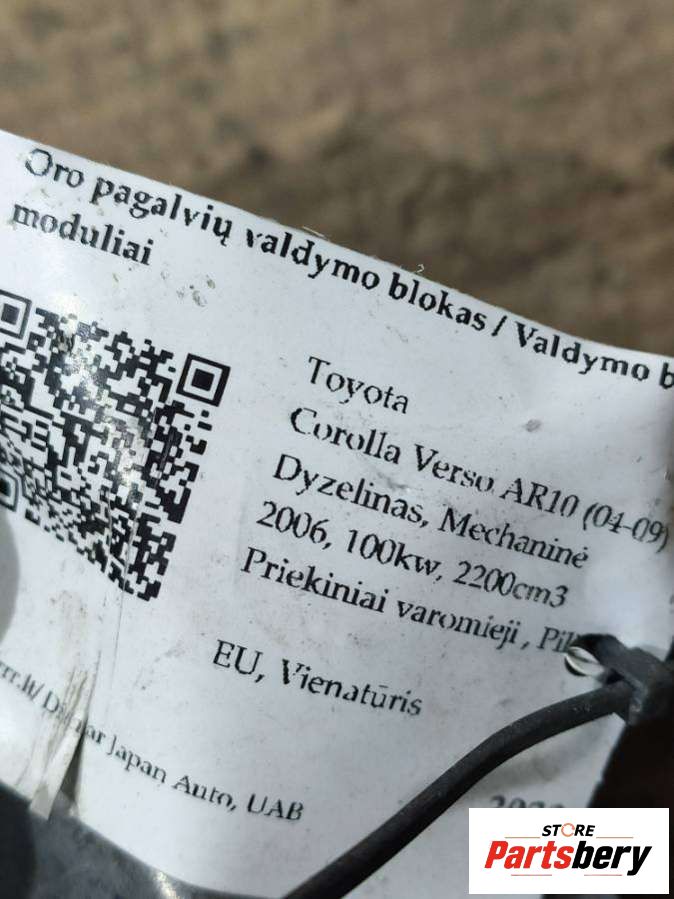 Oro pagalvių valdymo blokas / Valdymo b
moduliai
Toyota
Corolla Verso AR10 (04-09)
Dyzelinas, Mechaninė
2006, 100kw, 2200cm3
Priekiniai varomieji, Pil
EU, Vienatūris
Japan Auto, UAB
STORE
Partsbery